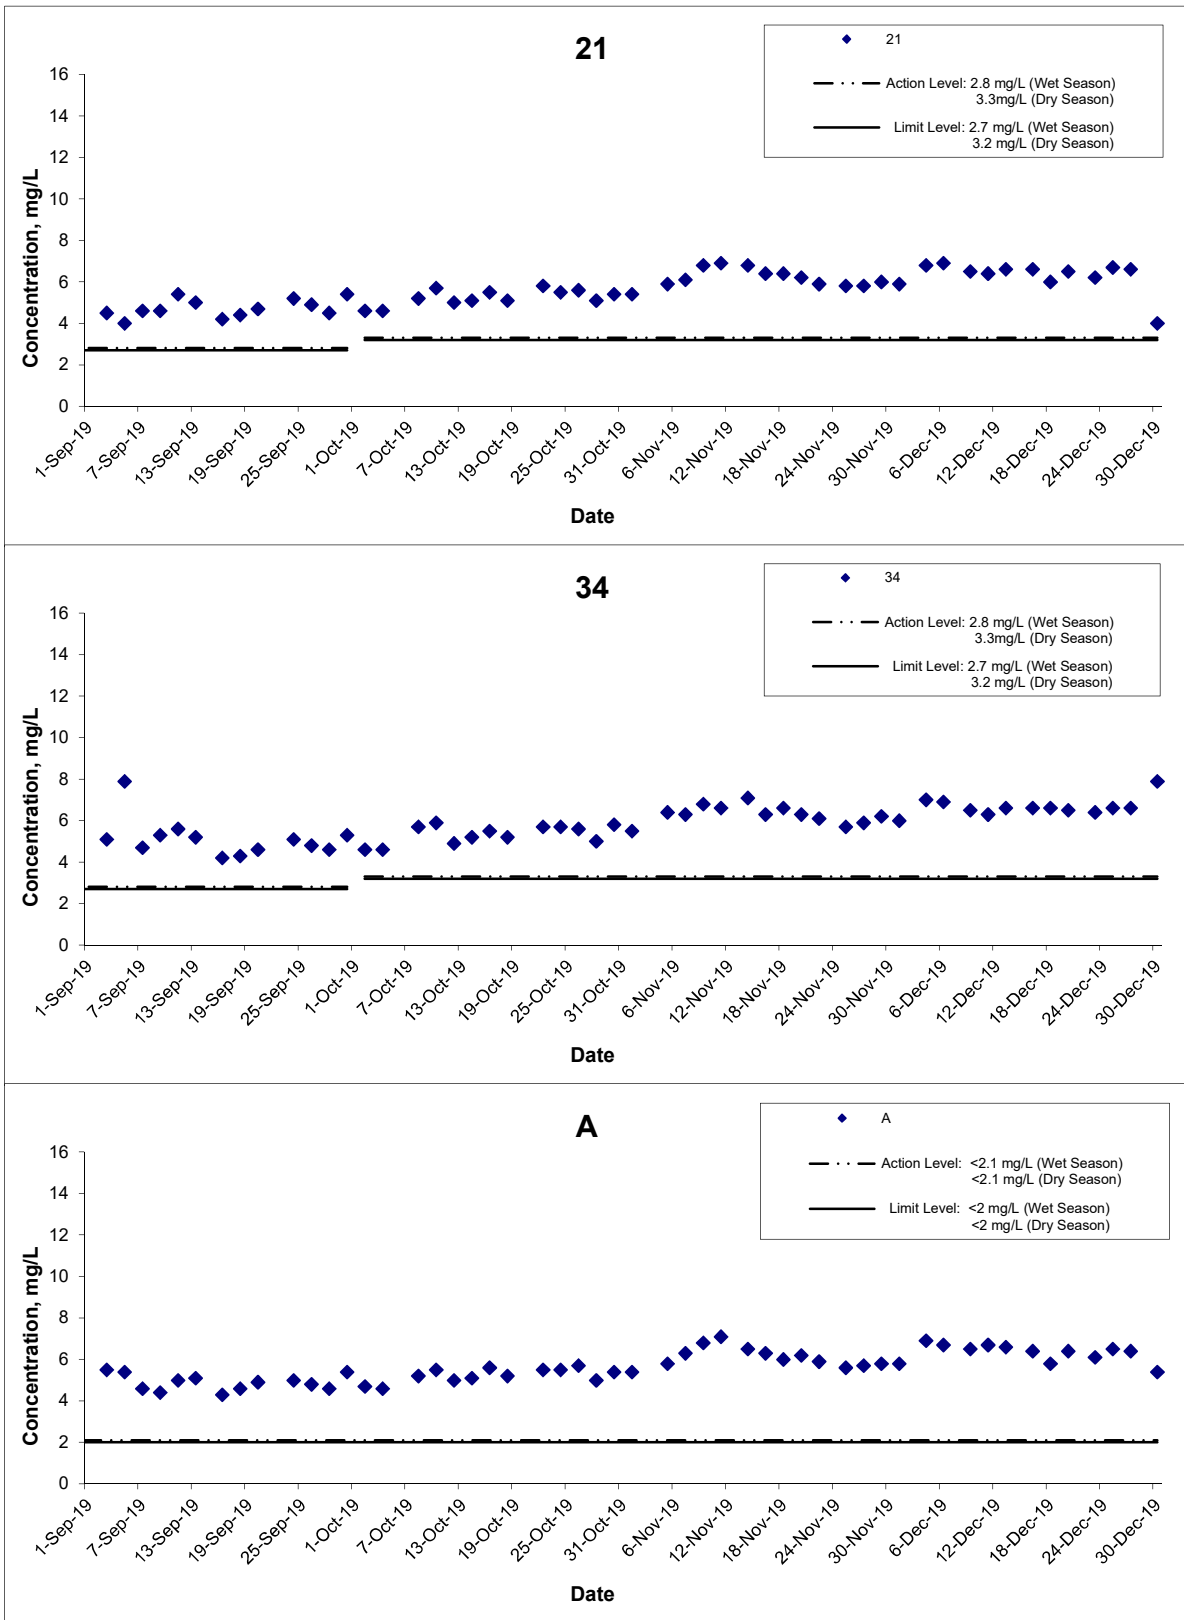 21
21
Action Level: 2.8 mg/L (Wet Season)
3.3mg/L (Dry Season)
Limit Level: 2.7 mg/L (Wet Season)
3.2 mg/L (Dry Season)
Concentration, mg/L
16
14
12
10
8
6
4
2
0
1-Sep-19
7-Sep-19
13-Sep-19
19-Sep-19
25-Sep-19
1-Oct-19
7-Oct-19
13-Oct-19
19-Oct-19
25-Oct-19
31-Oct-19
6-Nov-19
12-Nov-19
18-Nov-19
24-Nov-19
30-Nov-19
6-Dec-19
12-Dec-19
18-Dec-19
24-Dec-19
30-Dec-19
Date
34
34
Action Level: 2.8 mg/L (Wet Season)
3.3mg/L (Dry Season)
Limit Level: 2.7 mg/L (Wet Season)
3.2 mg/L (Dry Season)
Concentration, mg/L
16
14
12
10
8
6
4
2
0
1-Sep-19
7-Sep-19
13-Sep-19
19-Sep-19
25-Sep-19
1-Oct-19
7-Oct-19
13-Oct-19
19-Oct-19
25-Oct-19
31-Oct-19
6-Nov-19
12-Nov-19
18-Nov-19
24-Nov-19
30-Nov-19
6-Dec-19
12-Dec-19
18-Dec-19
24-Dec-19
30-Dec-19
Date
A
A
Action Level: <2.1 mg/L (Wet Season)
<2.1 mg/L (Dry Season)
Limit Level: <2 mg/L (Wet Season)
<2 mg/L (Dry Season)
Concentration, mg/L
16
14
12
10
8
6
4
2
0
1-Sep-19
7-Sep-19
13-Sep-19
19-Sep-19
25-Sep-19
1-Oct-19
7-Oct-19
13-Oct-19
19-Oct-19
25-Oct-19
31-Oct-19
6-Nov-19
12-Nov-19
18-Nov-19
24-Nov-19
30-Nov-19
6-Dec-19
12-Dec-19
18-Dec-19
24-Dec-19
30-Dec-19
Date